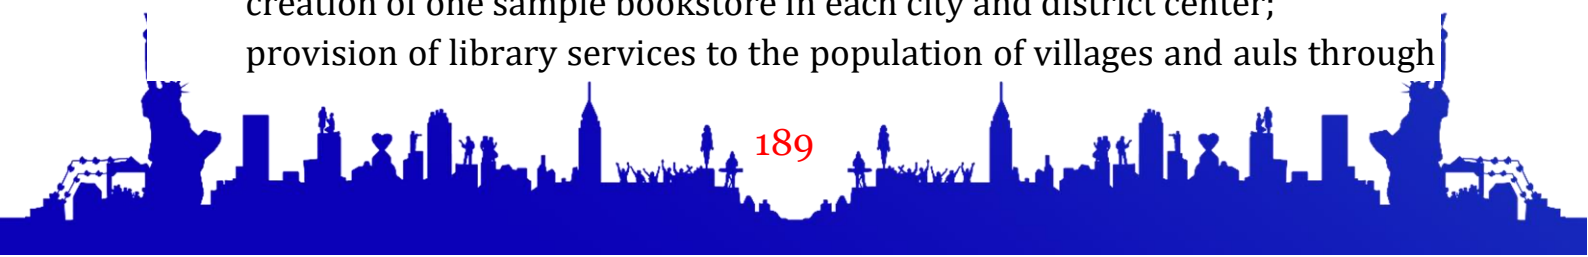 creation of one sample bookstore in each city and district center;
provision of library services to the population of villages and auls through
189